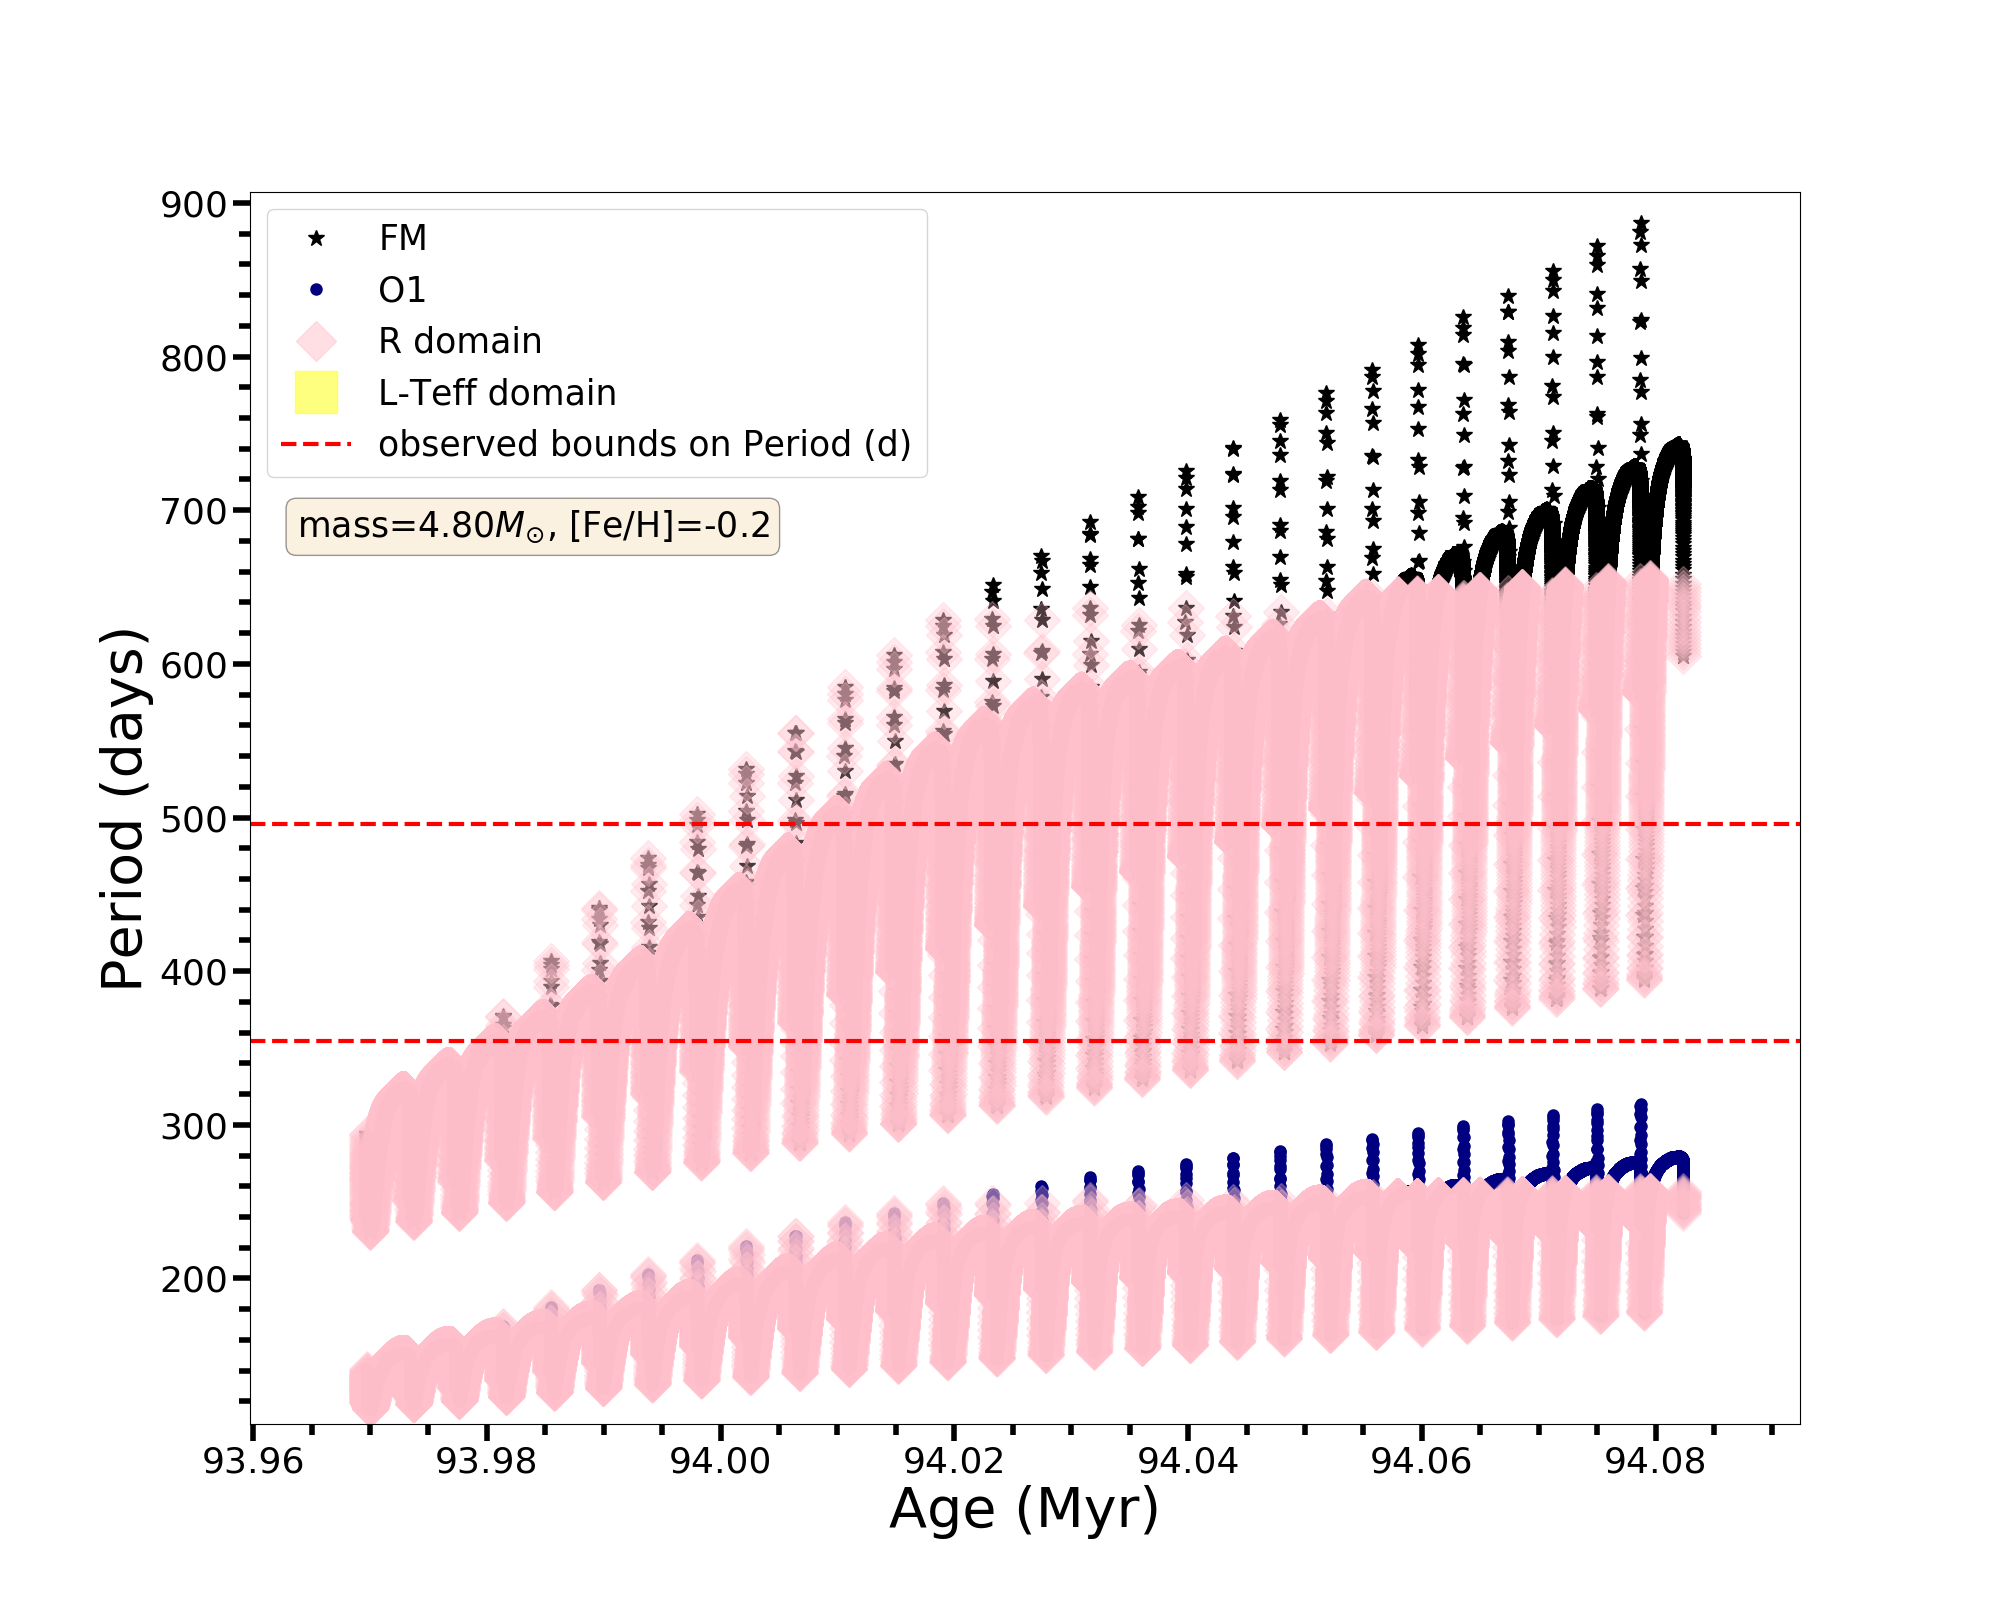 FM
O1
R domain
L-Teff domain
observed bounds on Period (d)
mass=4.80M⊙, [Fe/H]=-0.2
Period (days)
900
800
700
600
500
400
300
200
93.96 93.98 94.00 94.02 94.04 94.06 94.08
Age (Myr)